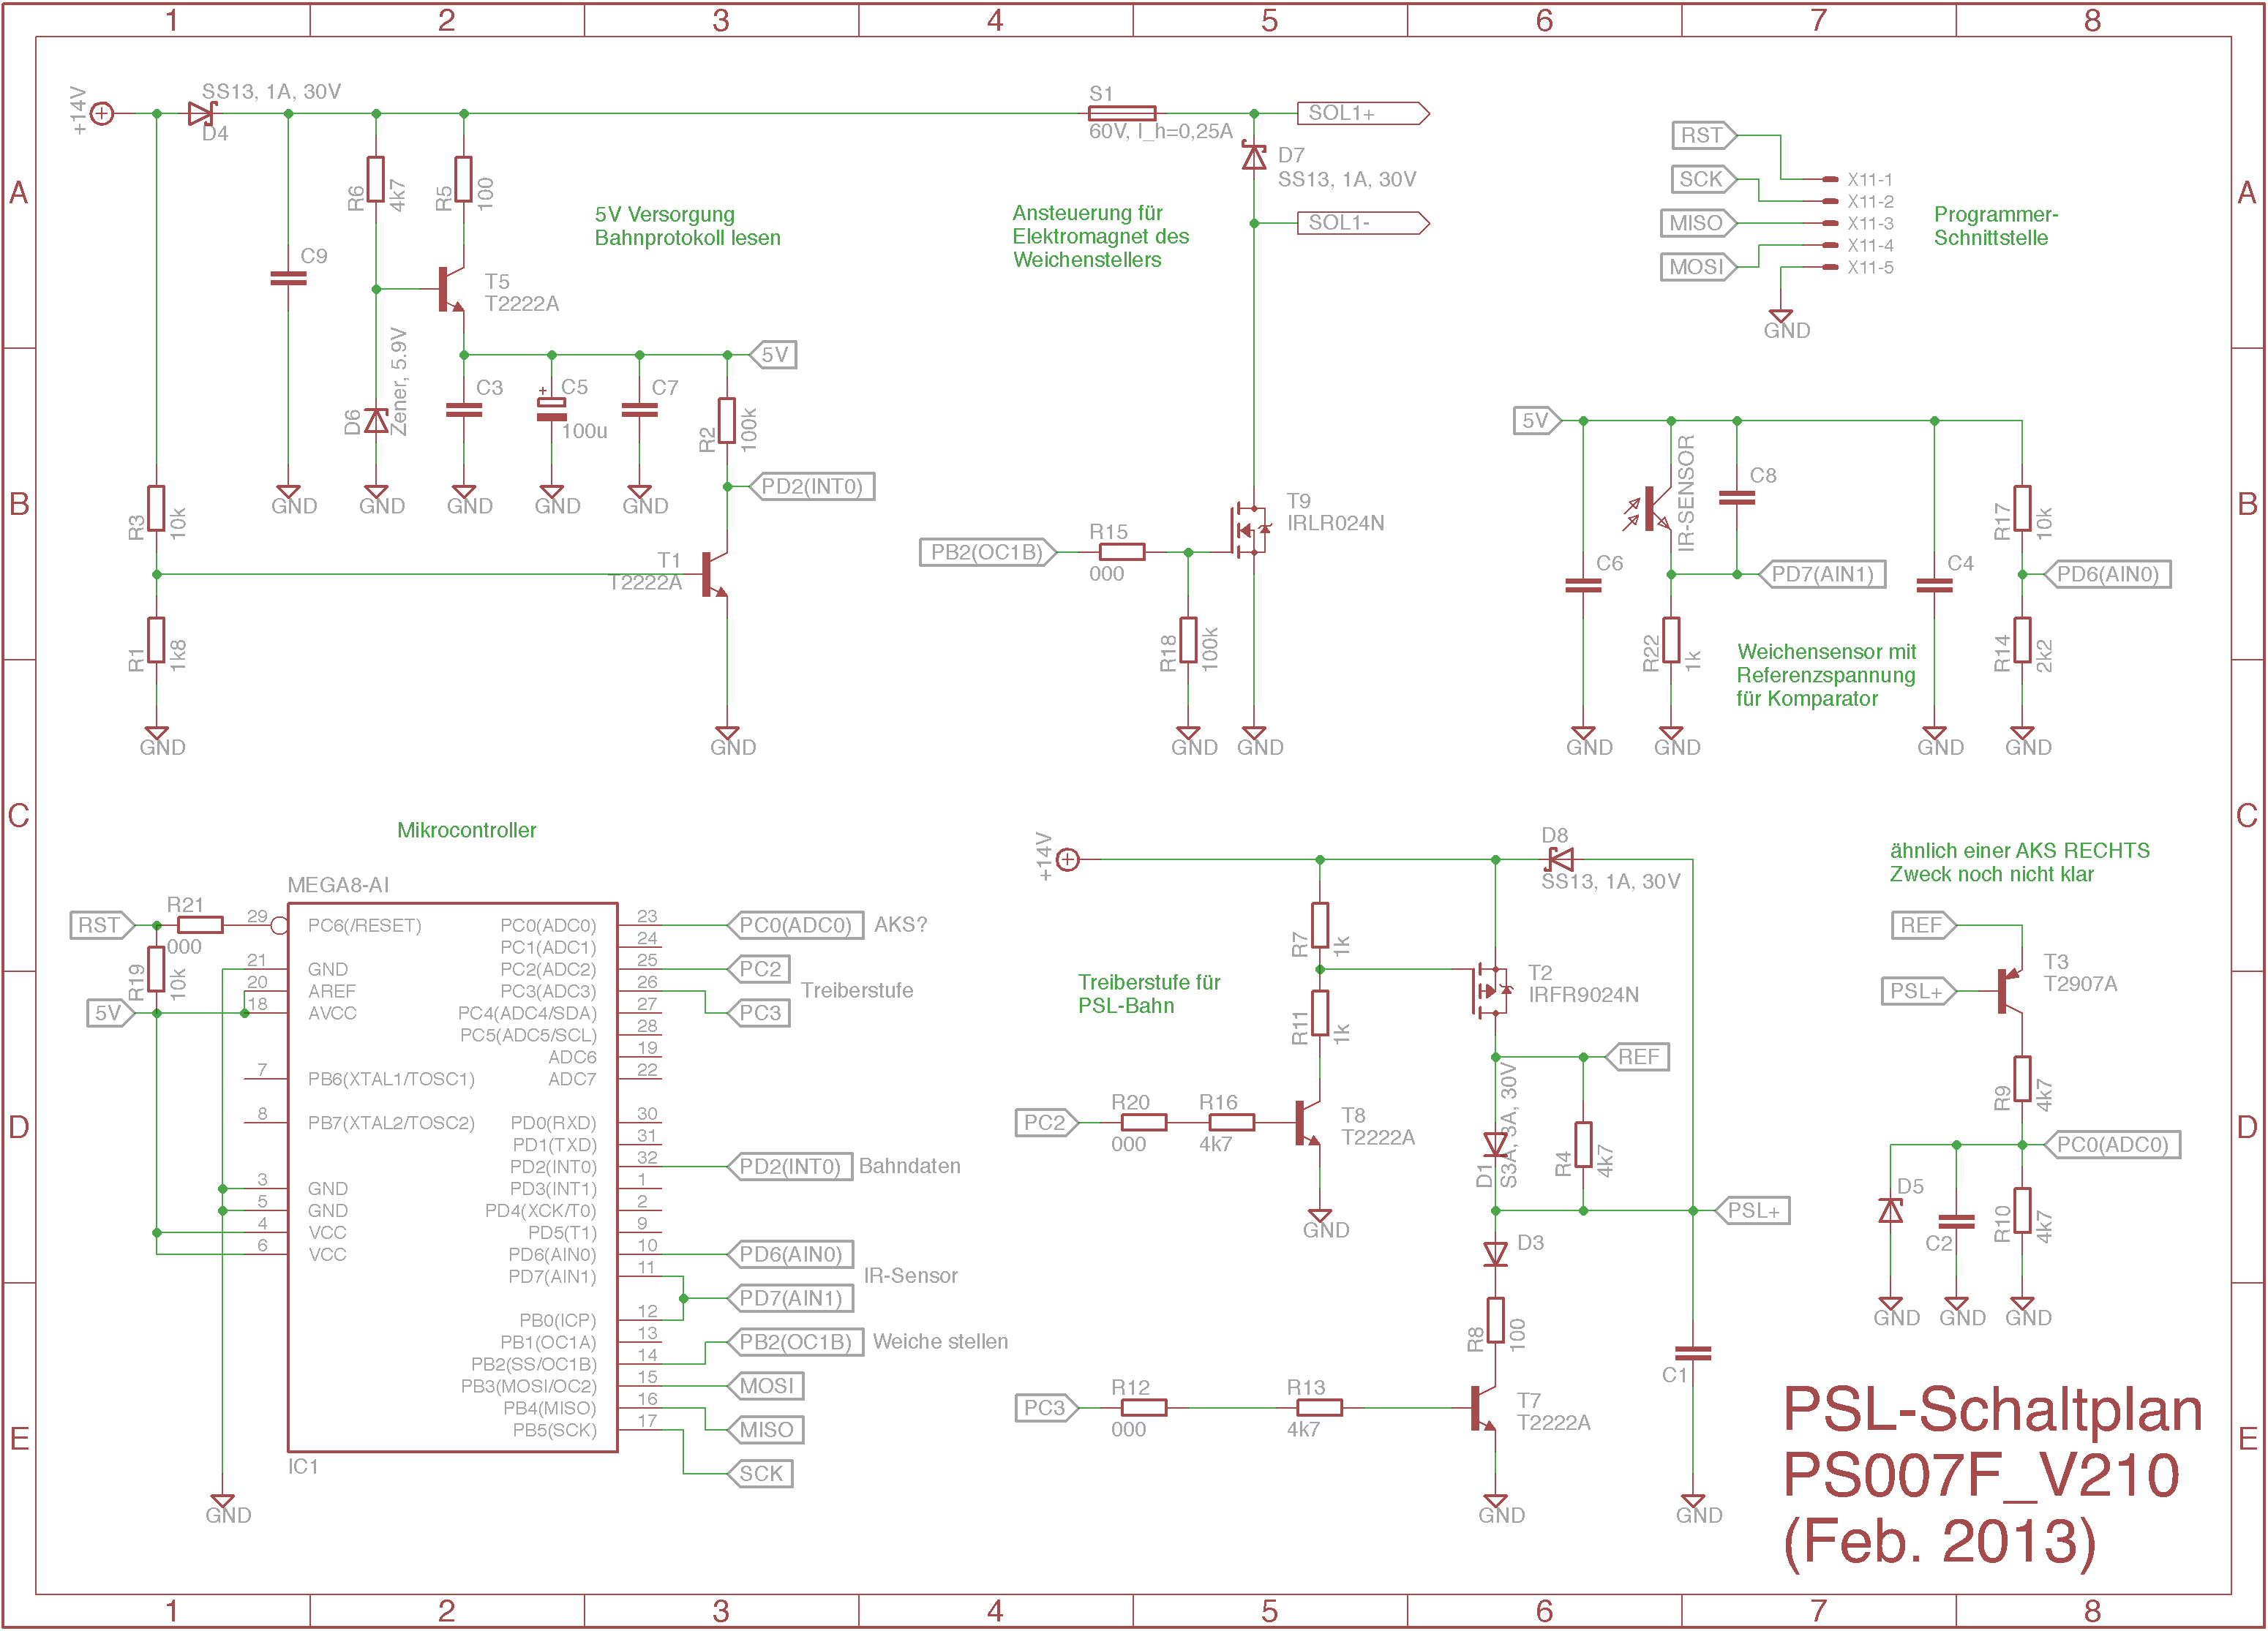 1 2 3 4 5 6 7 8
A
B
C
D
E
A
B
C
D
E
+14V
SS13, 1A, 30V
D4
C9
R6
4k7
R5
100
5V Versorgung
Bahnprotokoll lesen
T5
T2222A
D6
Zener, 5.9V
C3
C5
+
100u
C7
5V
R2
100k
PD2(INT0)
GND
GND
GND
GND
GND
R3
10k
T1
T2222A
R1
1k8
GND
GND
S1
60V, I_h=0,25A
SOL1+
D7
SS13, 1A, 30V
SOL1-
Ansteuerung für
Elektromagnet des
Weichenstellers
T9
IRLR024N
PB2(OC1B)
R15
000
R18
100k
GND
GND
RST
SCK
MISO
MOSI
X11-1
X11-2
X11-3
X11-4
X11-5
GND
Programmer-
Schnittstelle
5V
IR-SENSOR
C8
R17
10k
C6
PD7(AIN1)
C4
PD6(AIN0)
R22
1k
Weichensensor mit
Referenzspannung
für Komparator
R14
2k2
GND
GND
GND
GND
Mikrocontroller
MEGA8-AI
RST
R21
000
R19
10k
5V
29 PC6(/RESET)
21 GND
20 AREF
18 AVCC
7 PB6(XTAL1/TOSC1)
8 PB7(XTAL2/TOSC2)
3 GND
5 GND
4 VCC
6 VCC
PC0(ADC0) 23
PC1(ADC1) 24
PC2(ADC2) 25
PC3(ADC3) 26
PC4(ADC4/SDA) 27
PC5(ADC5/SCL) 28
ADC6 19
ADC7 22
PD0(RXD) 30
PD1(TXD) 31
PD2(INT0) 32
PD3(INT1) 1
PD4(XCK/T0) 2
PD5(T1) 9
PD6(AIN0) 10
PD7(AIN1) 11
PB0(ICP) 12
PB1(OC1A) 13
PB2(SS/OC1B) 14
PB3(MOSI/OC2) 15
PB4(MISO) 16
PB5(SCK) 17
IC1
GND
PC0(ADC0) AKS?
PC2
Treiberstufe
PC3
PD2(INT0) Bahndaten
PD6(AIN0)
IR-Sensor
PD7(AIN1)
PB2(OC1B) Weiche stellen
MOSI
MISO
SCK
+14V
D8
SS13, 1A, 30V
R7
1k
Treiberstufe für
PSL-Bahn
T2
IRFR9024N
R11
1k
REF
PC2
R20
000
R16
4k7
T8
T2222A
D1
S3A, 3A, 30V
R4
4k7
GND
PSL+
D3
R8
100
C1
PC3
R12
000
R13
4k7
T7
T2222A
GND
GND
ähnlich einer AKS RECHTS
Zweck noch nicht klar
REF
T3
T2907A
PSL+
R9
4k7
PC0(ADC0)
D5
C2
R10
4k7
GND
GND
GND
PSL-Schaltplan
PS007F_V210
(Feb. 2013)
1 2 3 4 5 6 7 8